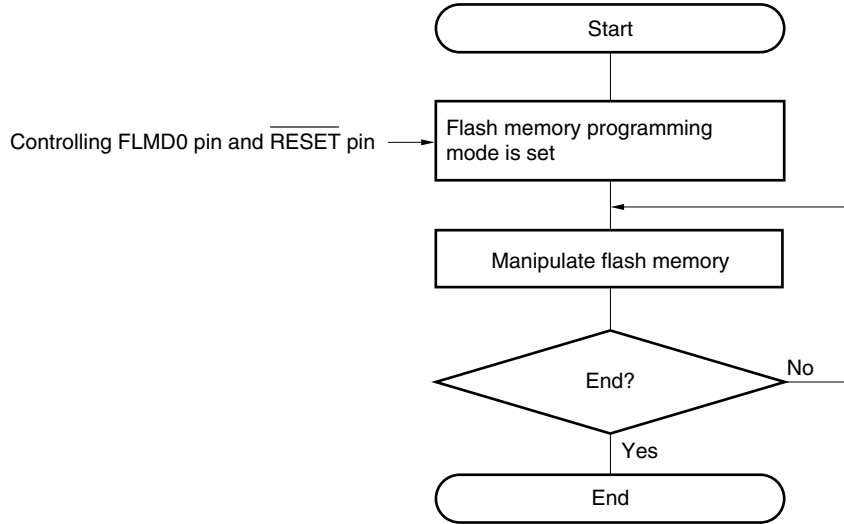 Start
Controlling FLMD0 pin and RESET pin
Flash memory programming
mode is set
Manipulate flash memory
End?
No
Yes
End